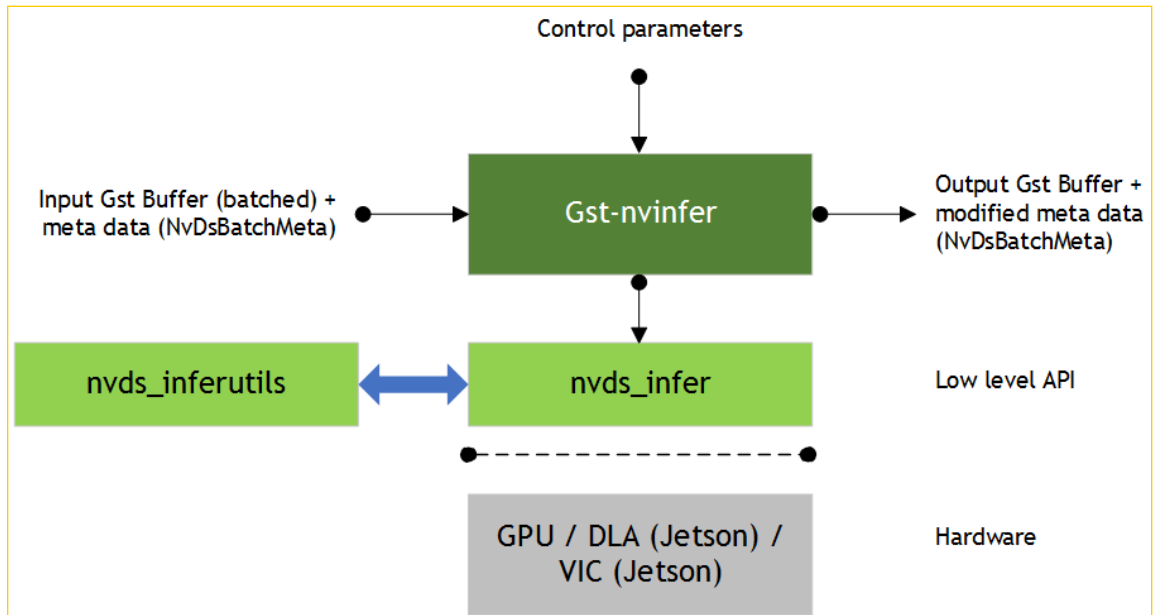 Control parameters
Input Gst Buffer (batched) +
meta data (NvDsBatchMeta)
Gst-nvinfer
Output Gst Buffer +
modified meta data
(NvDsBatchMeta)
nvds_inferutils
nvds_infer
Low level API
GPU / DLA (Jetson) /
VIC (Jetson)
Hardware